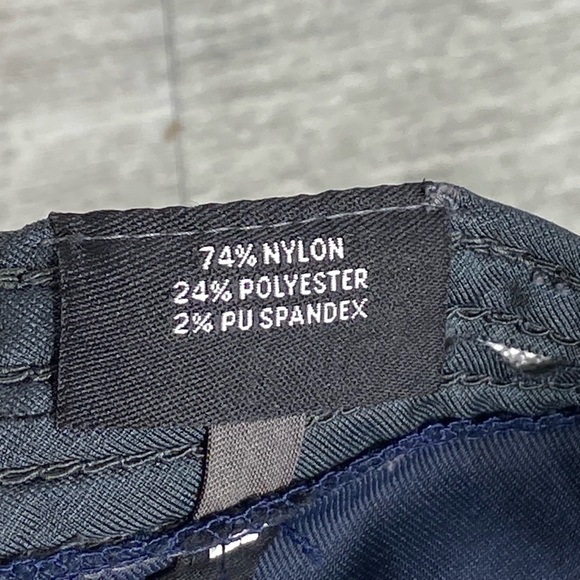 74% NYLON
24% POLYESTER
2% PU SPANDEX